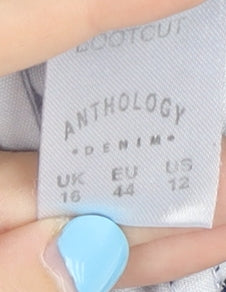 BOOTCUT
ANTHOLOGY
• DENIM •
UK EU US
16 44 12